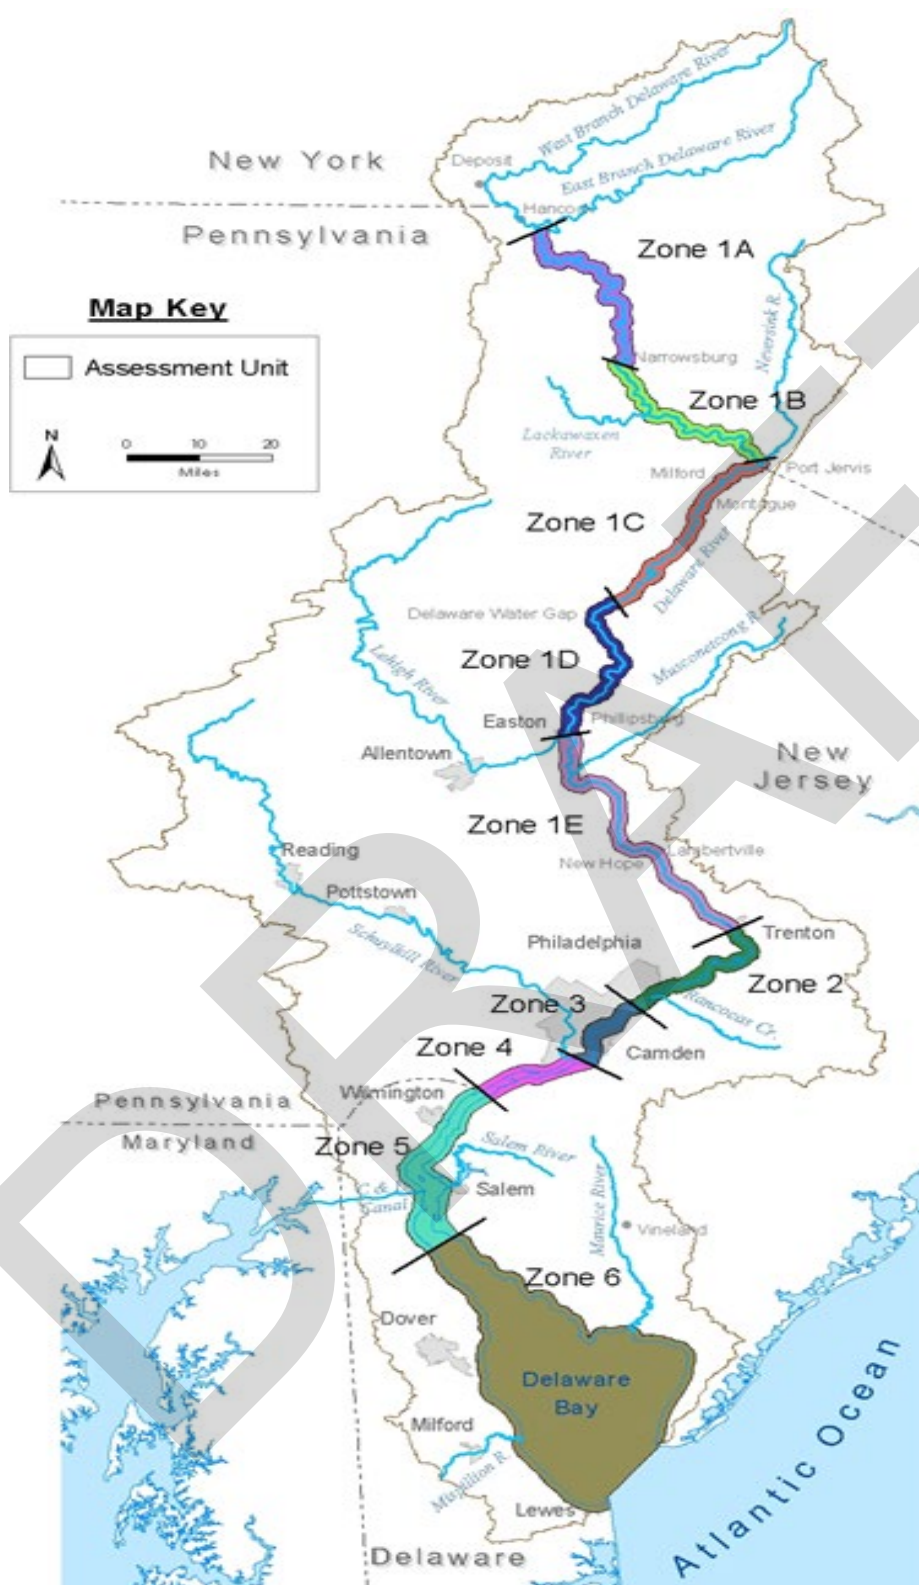 West Branch Delaware River
New York
Deposit
East Branch Delaware River
Hancoc
Pennsylvania
Zone 1A
Map Key
Assessment Unit
N
0 10 20
Miles
Neversink R.
Narrowsburg
Zone 1B
Lackawaxen
River
Milford
Port Jervis
Montague
Zone 1C
Delaware River
Delaware Water Gap
Musconetcong R.
Lehigh River
Zone 1D
Easton
Phillipsburg
Allentown
New
Jersey
Zone 1E
Reading
Lambertville
New Hope
Pottstown
Schuylkill River
Trenton
Philadelphia
Zone 2
Zone 3
Rancocas Cr.
Zone 4
Camden
Wilmington
Pennsylvania
Maryland
Zone 5
Salem River
C & D
Canal
Salem
Maurice River
Vineland
Zone 6
Dover
Delaware
Bay
Milford
Mispillion R.
Lewes
Atlantic Ocean
Delaware
DRAFT